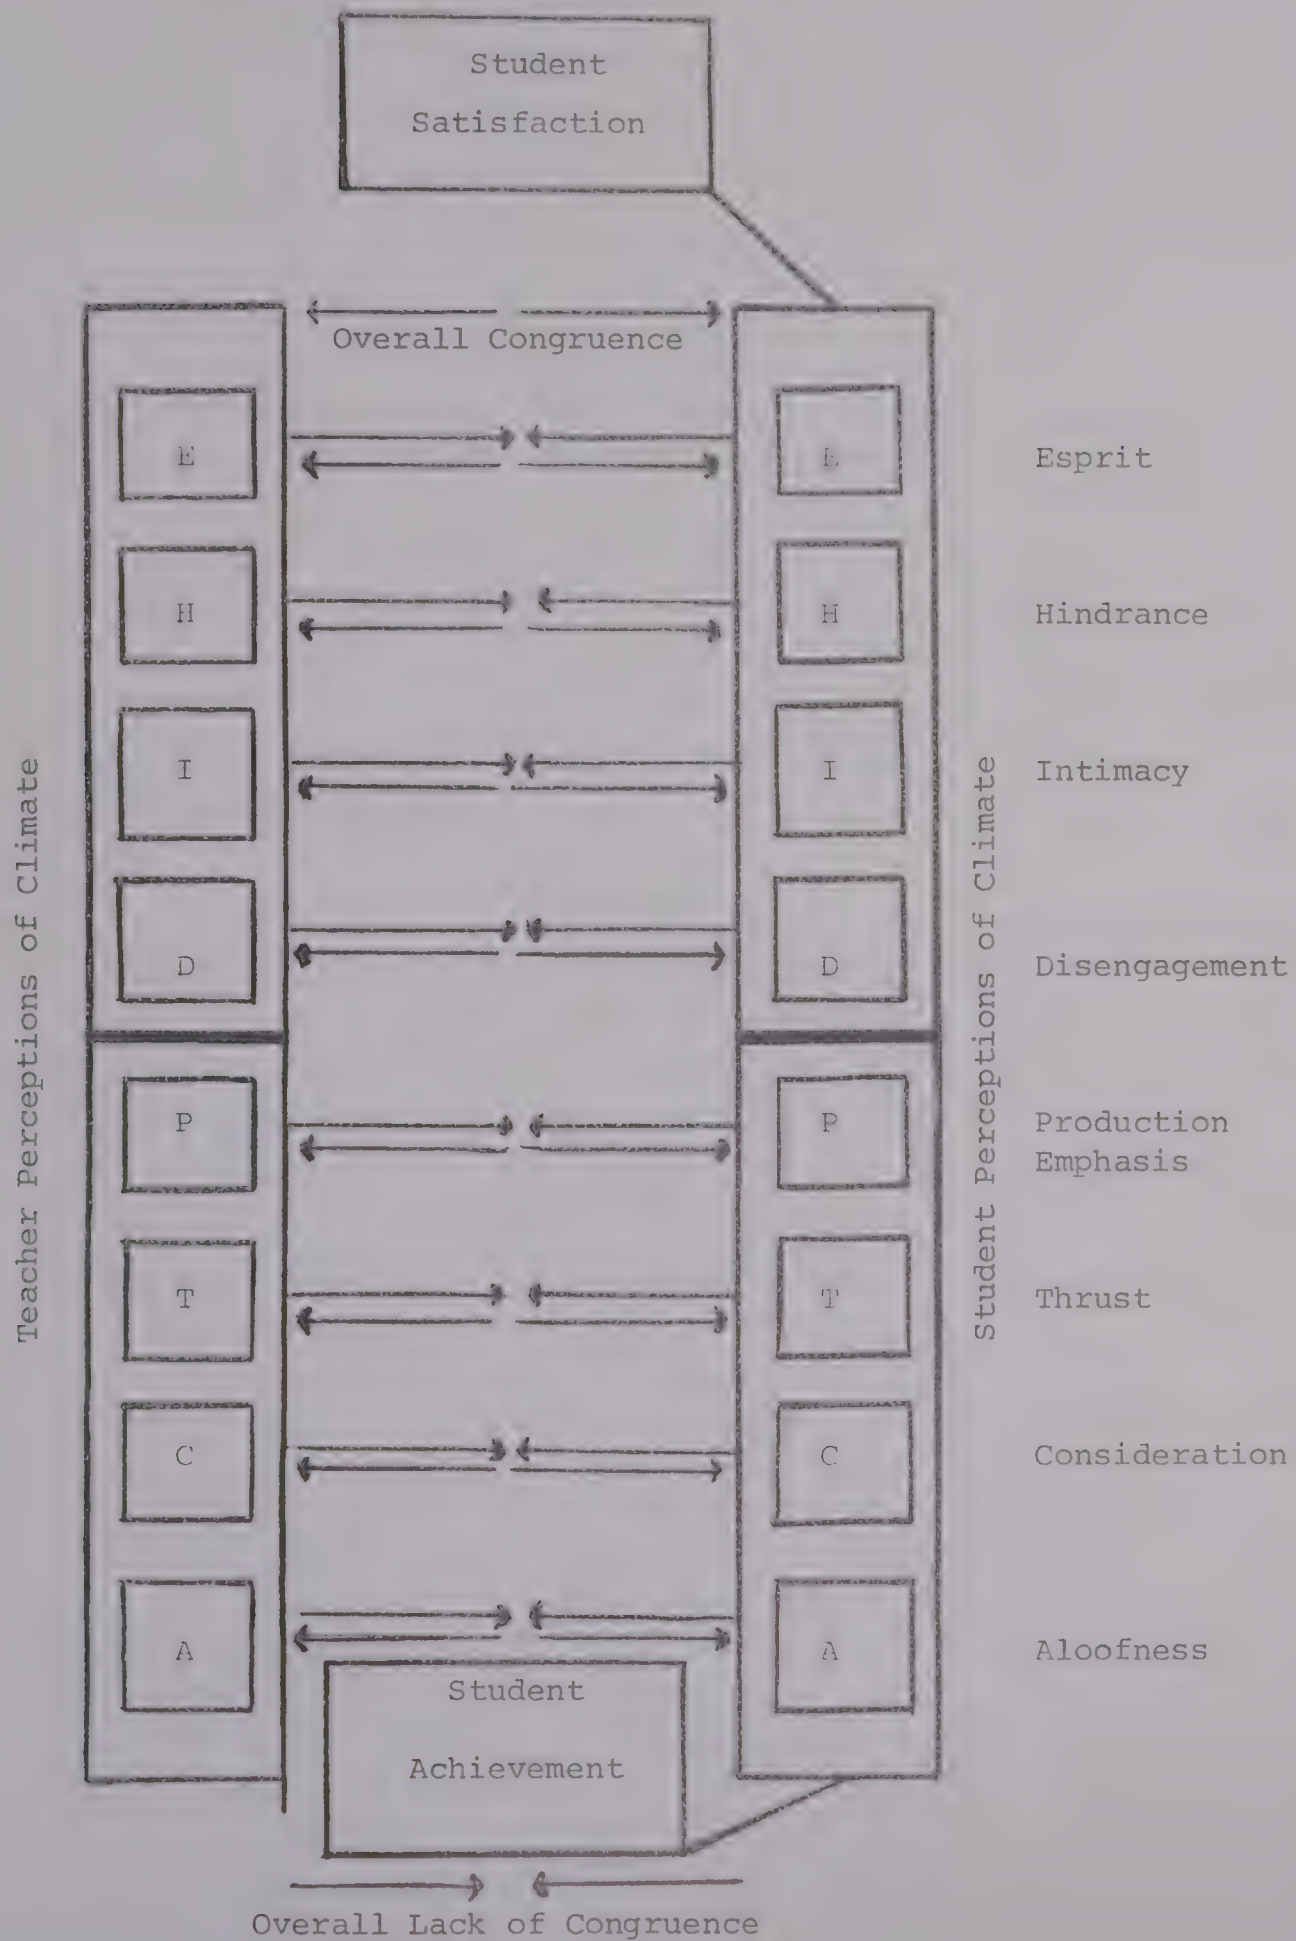 Student
Satisfaction
Overall Congruence
Teacher Perceptions of Climate
Student Perceptions of Climate
E
Esprit
H
H
Hindrance
I
I
Intimacy
D
D
Disengagement
P
P
Production
Emphasis
T
T
Thrust
C
C
Consideration
A
A
Aloofness
Student
Achievement
Overall Lack of Congruence